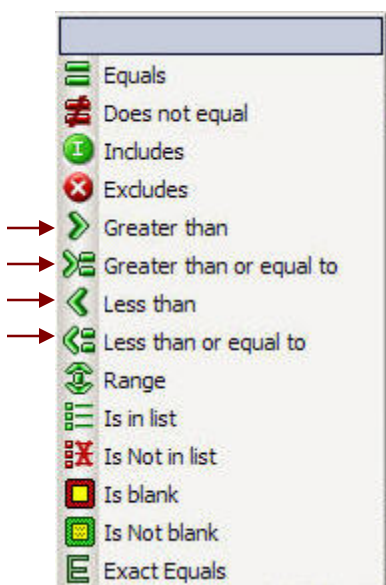 Equals
Does not equal
Includes
Excludes
Greater than
Greater than or equal to
Less than
Less than or equal to
Range
Is in list
Is Not in list
Is blank
Is Not blank
Exact Equals